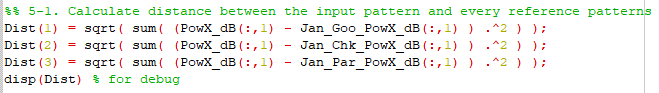 %% 5-1. Calculate distance between the input pattern and every reference patterns
Dist(1) = sqrt( sum( (PowX_dB(:,1) - Jan_Goo_PowX_dB(:,1) ) .^2 ) );
Dist(2) = sqrt( sum( (PowX_dB(:,1) - Jan_Chk_PowX_dB(:,1) ) .^2 ) );
Dist(3) = sqrt( sum( (PowX_dB(:,1) - Jan_Par_PowX_dB(:,1) ) .^2 ) );
disp(Dist) % for debug